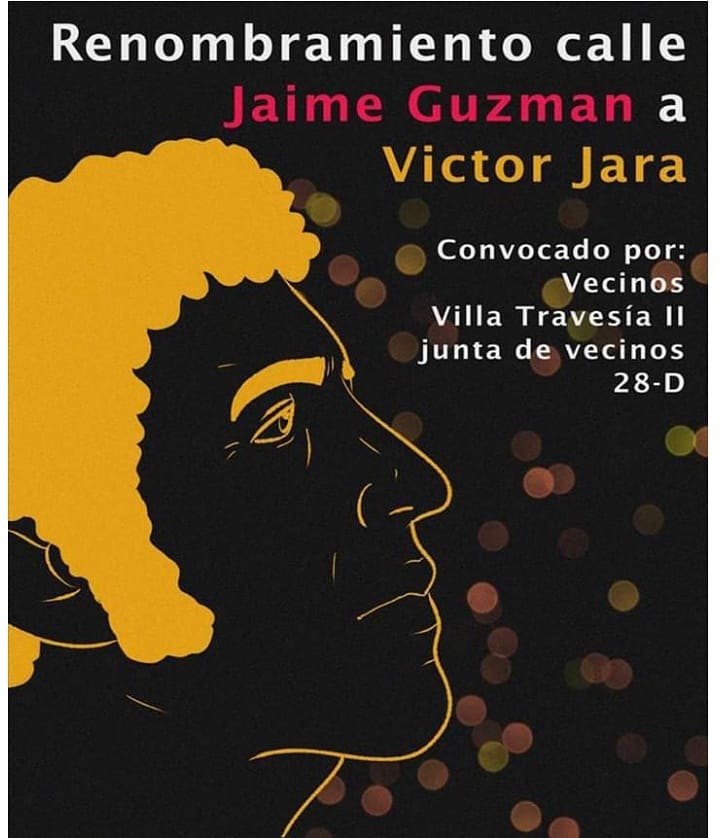 Renombramiento calle
Jaime Guzman a
Victor Jara
Convocado por:
Vecinos
Villa Travesía II
junta de vecinos
28-D